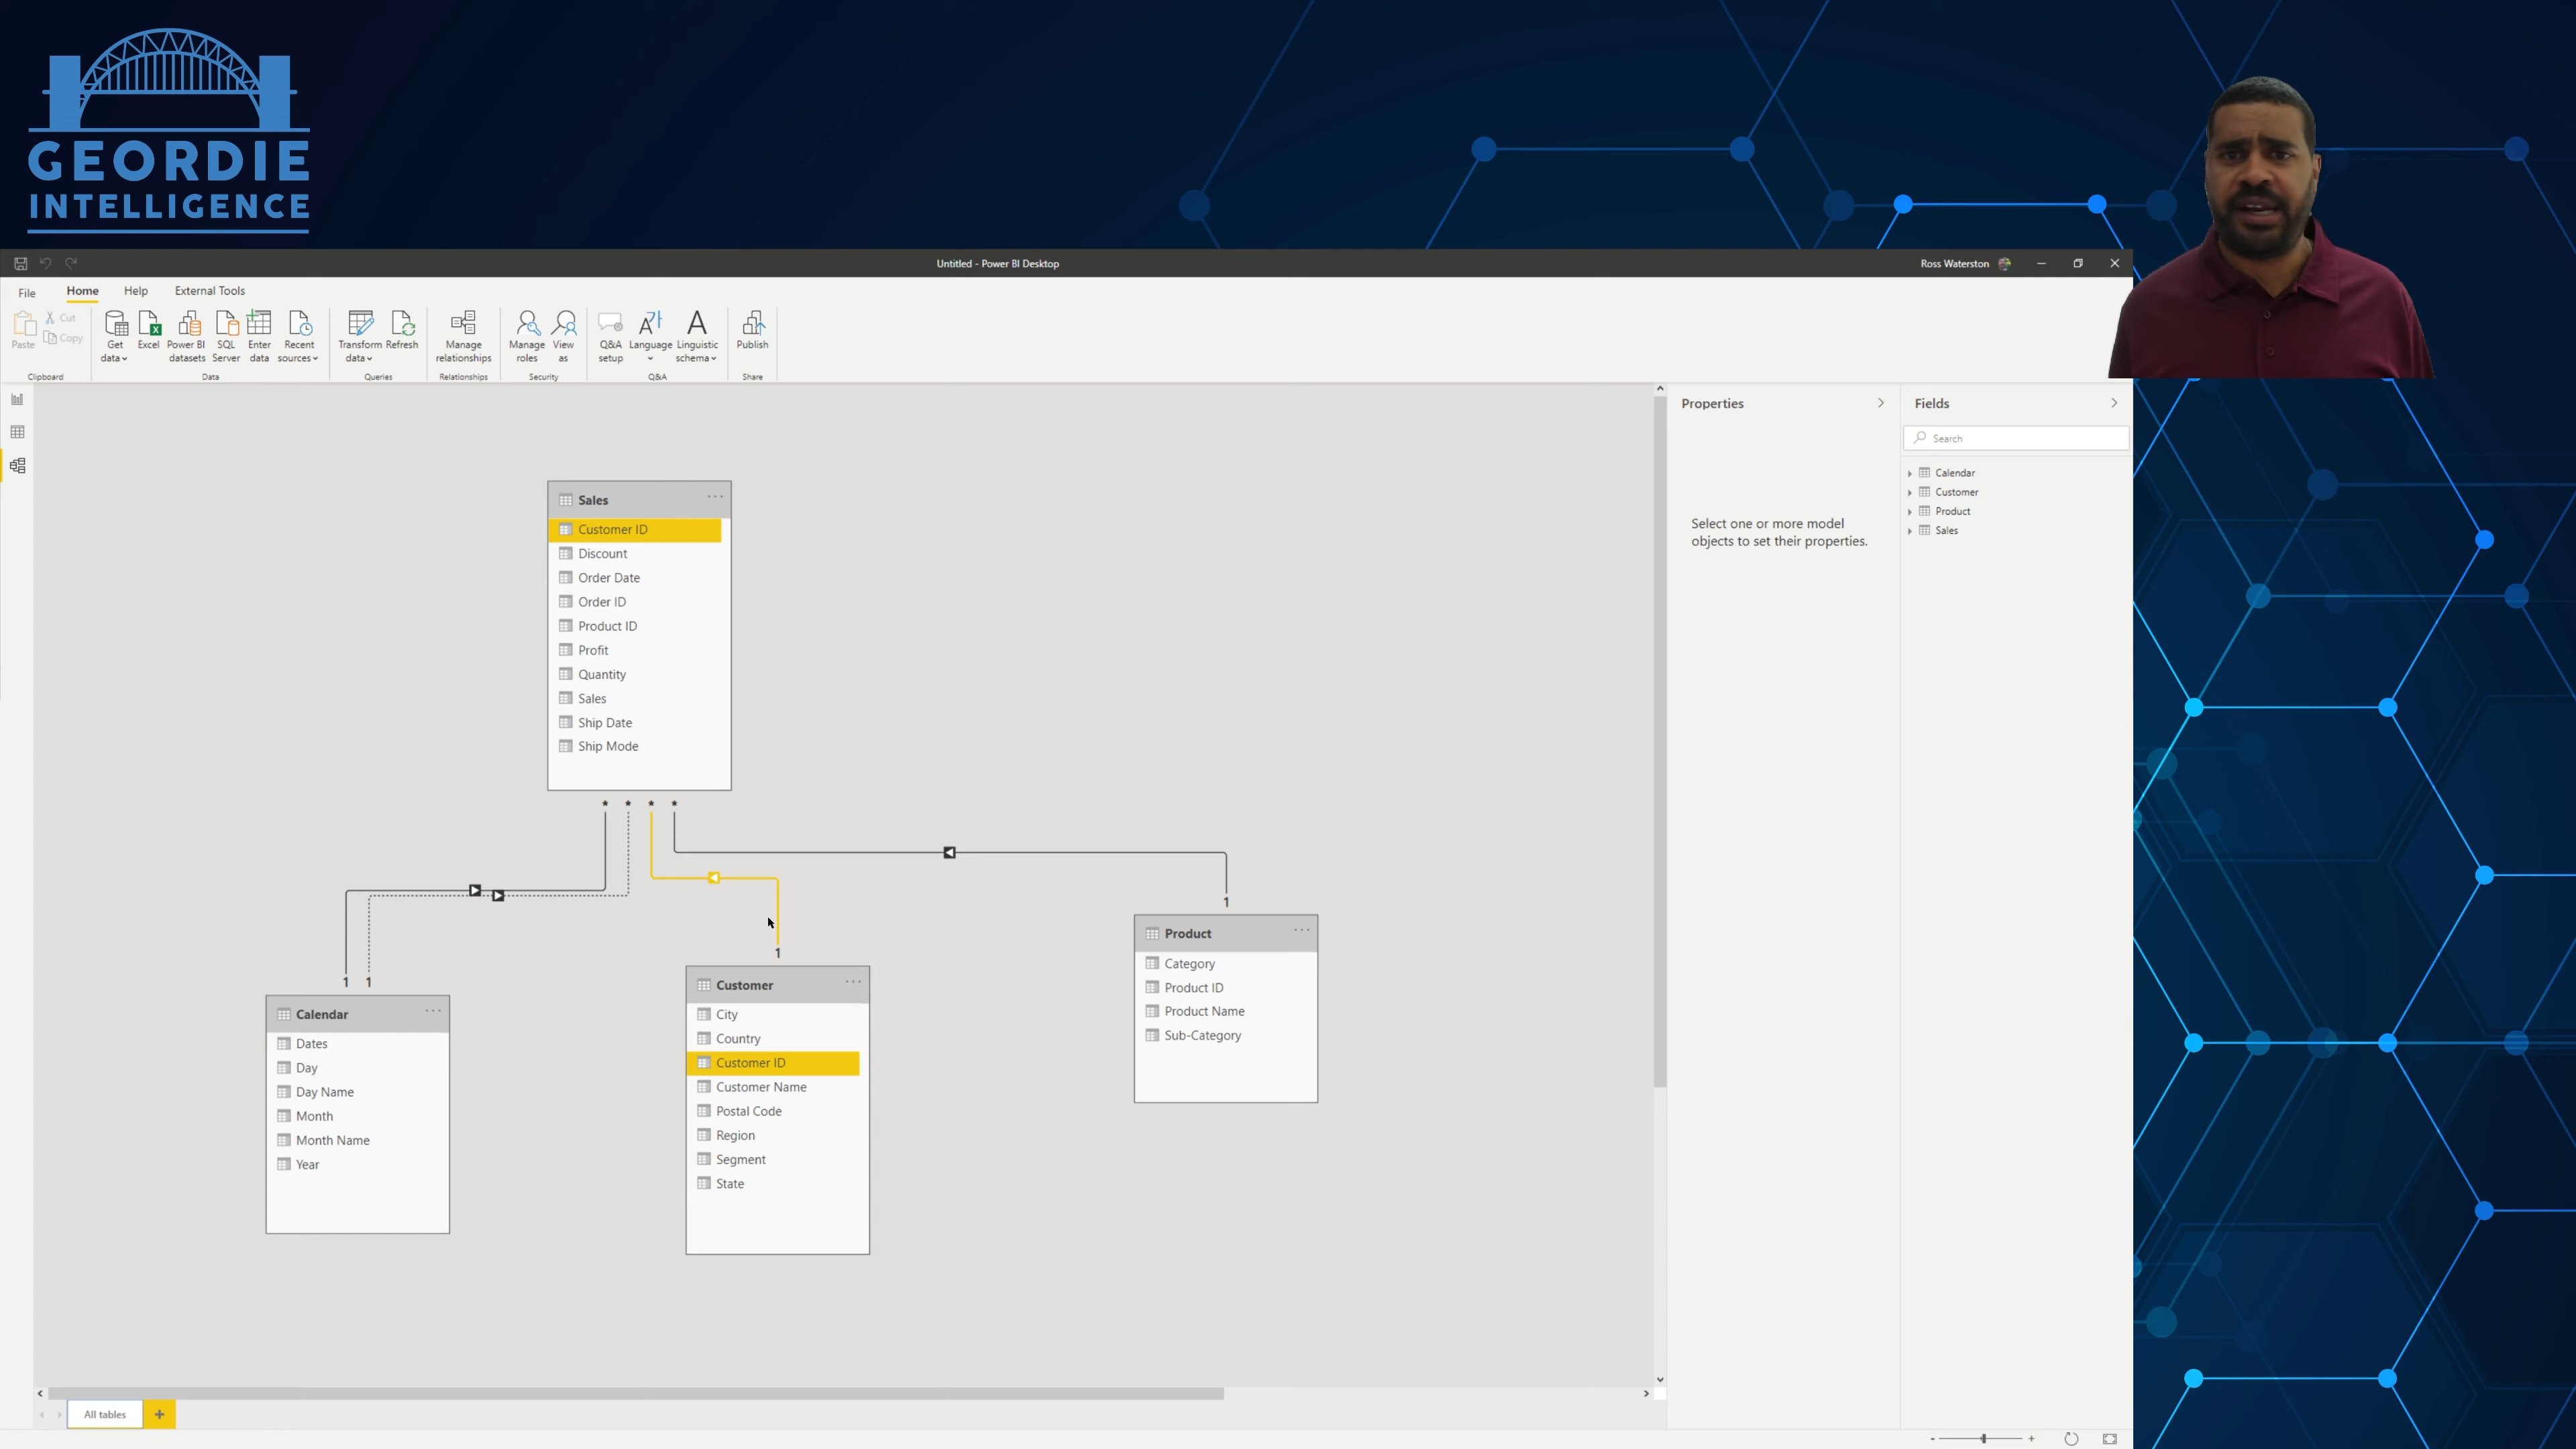 GEORDIE
INTELLIGENCE
Untitled - Power BI Desktop
Ross Waterston
File
Home
Help
External Tools
Paste
Cut
Copy
Clipboard
Get
data
Excel
Power BI
datasets
SQL
Server
Enter
data
Recent
sources
Data
Transform
data
Refresh
Queries
Manage
relationships
Relationships
Manage
roles
View
as
Security
Q&A
setup
Language
Linguistic
schema
Q&A
Publish
Share
Properties
Select one or more model
objects to set their properties.
Fields
Search
Calendar
Customer
Product
Sales
Sales
Customer ID
Discount
Order Date
Order ID
Product ID
Profit
Quantity
Sales
Ship Date
Ship Mode
* * * *
1 1
1
1
Calendar
Dates
Day
Day Name
Month
Month Name
Year
Customer
City
Country
Customer ID
Customer Name
Postal Code
Region
Segment
State
Product
Category
Product ID
Product Name
Sub-Category
All tables